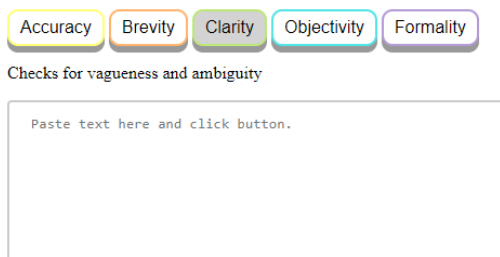 Accuracy Brevity Clarity Objectivity Formality
Checks for vagueness and ambiguity
Paste text here and click button.